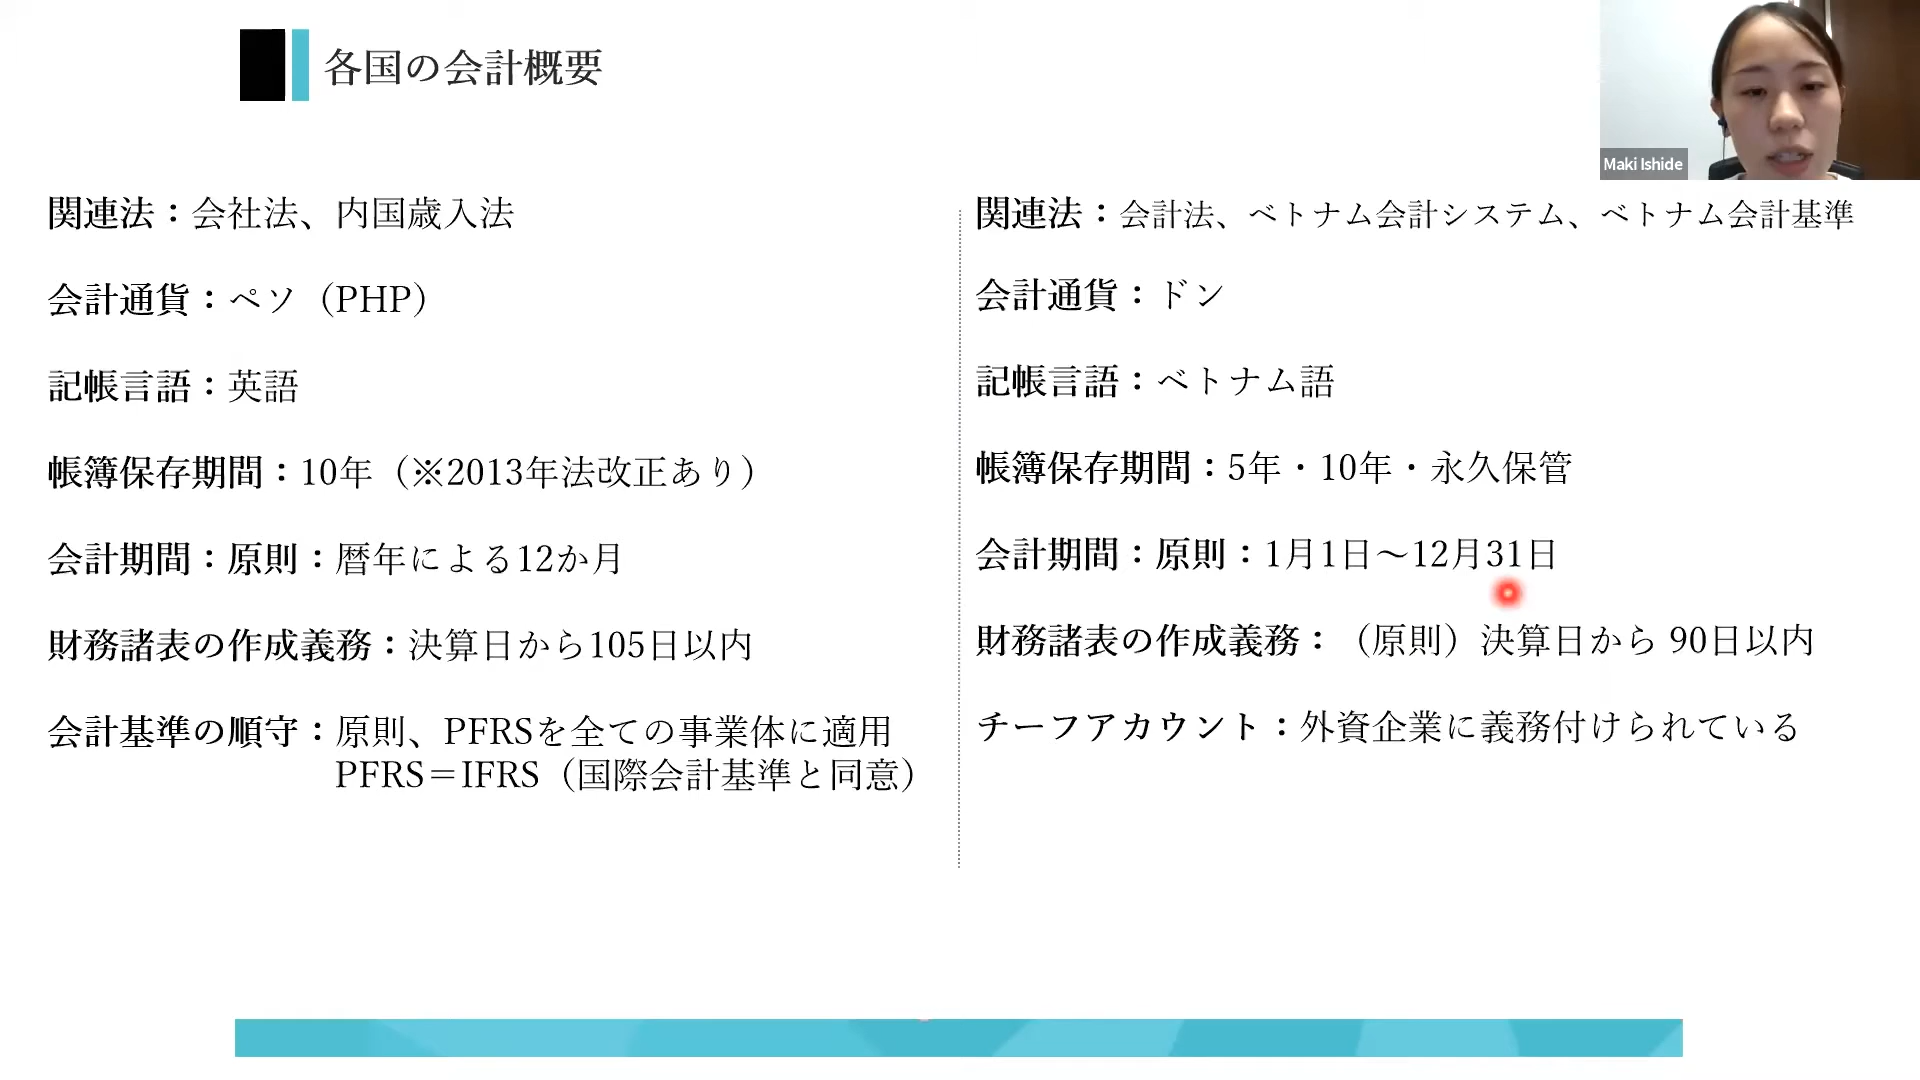 各国の会計概要
Maki Ishide
関連法：会社法、内国歳入法
会計通貨：ペソ（PHP）
記帳言語：英語
帳簿保存期間：10年（※2013年法改正あり）
会計期間：原則：暦年による12か月
財務諸表の作成義務：決算日から105日以内
会計基準の順守：原則、PFRSを全ての事業体に適用
PFRS＝IFRS（国際会計基準と同意）
関連法：会計法、ベトナム会計システム、ベトナム会計基準
会計通貨：ドン
記帳言語：ベトナム語
帳簿保存期間：5年・10年・永久保管
会計期間：原則：1月1日～12月31日
財務諸表の作成義務：（原則）決算日から 90日以内
チーフアカウント：外資企業に義務付けられている